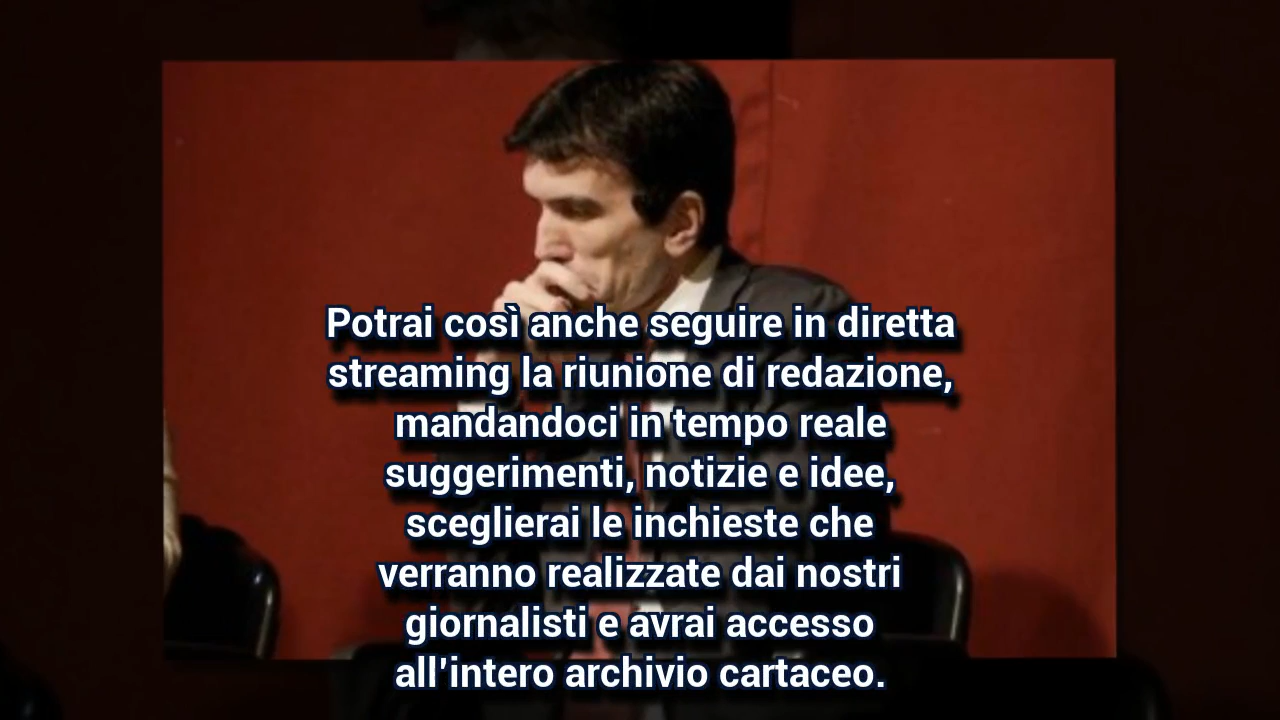 Potrai così anche seguire in diretta
streaming la riunione di redazione,
mandandoci in tempo reale
suggerimenti, notizie e idee,
sceglierai le inchieste che
verranno realizzate dai nostri
giornalisti e avrai accesso
all'intero archivio cartaceo.